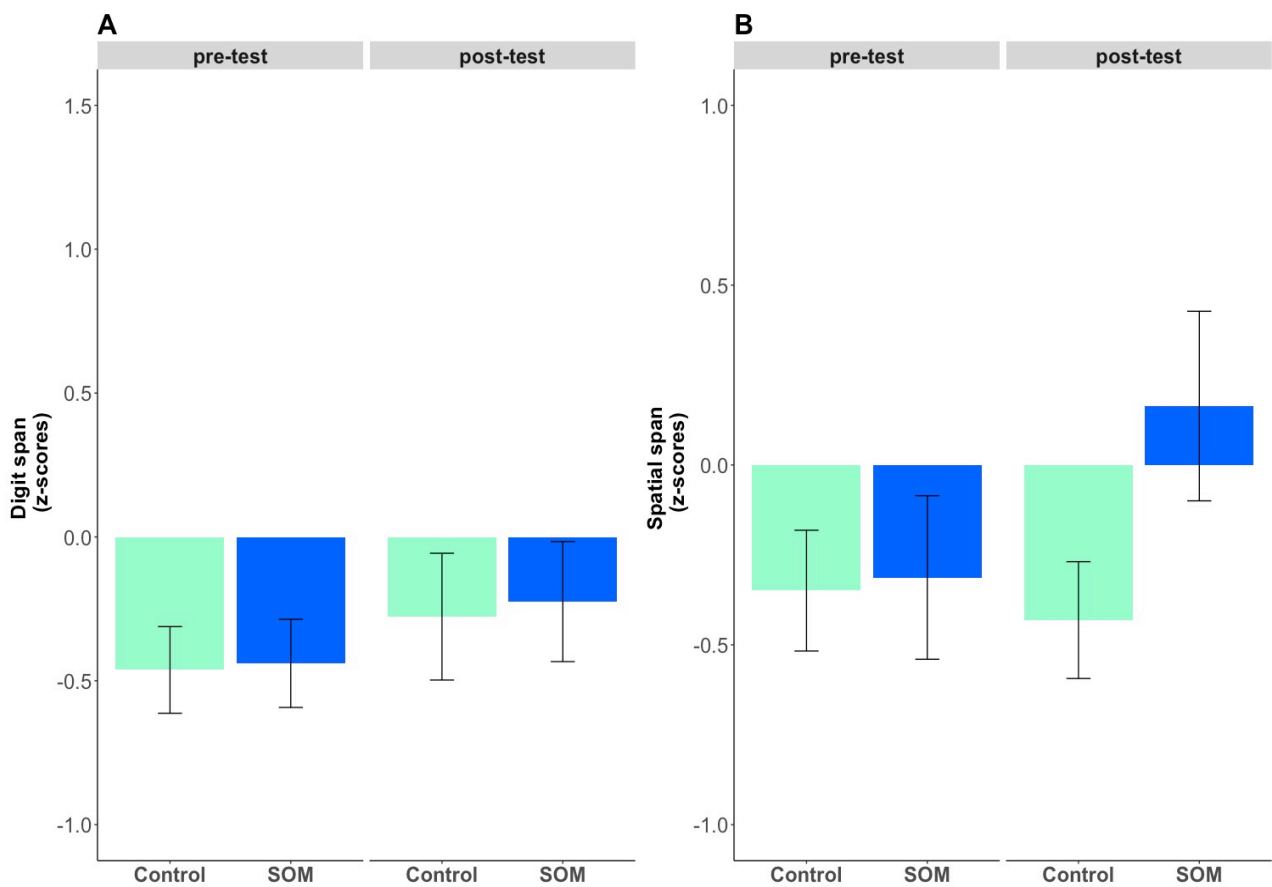 A
pre-test
post-test
1.5
1.0
0.5
0.0
-0.5
-1.0
Digit span
(z-scores)
Control
SOM
Control
SOM
B
pre-test
post-test
1.0
0.5
0.0
-0.5
-1.0
Spatial span
(z-scores)
Control
SOM
Control
SOM